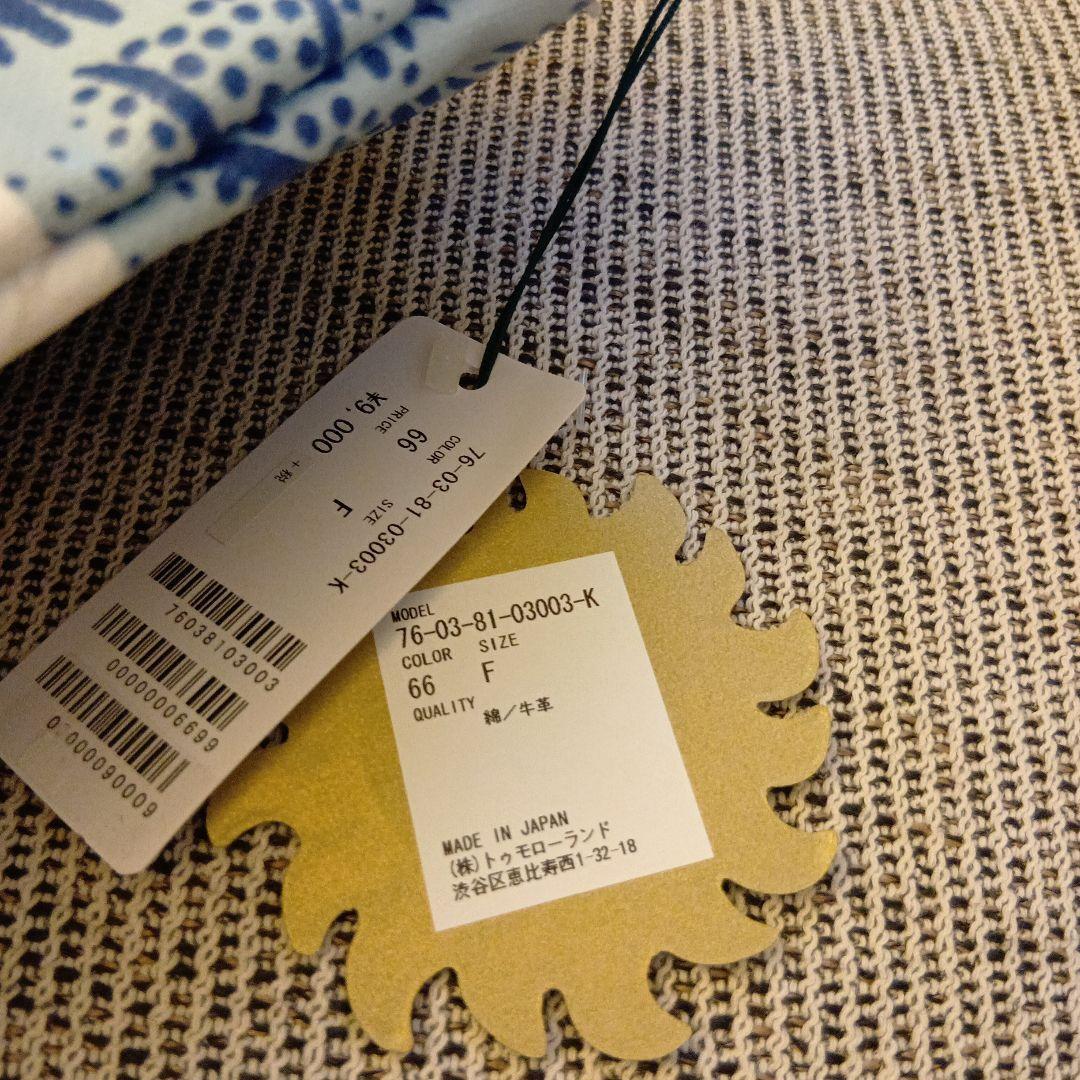 76-03-81-03003-K
COLOR SIZE
66 F
PRICE
¥9,000 +税
76038103003
0000006699
0000090009
MODEL
76-03-81-03003-K
COLOR SIZE
66 F
QUALITY 綿/牛革
MADE IN JAPAN
(株)トゥモローランド
渋谷区恵比寿西1-32-18